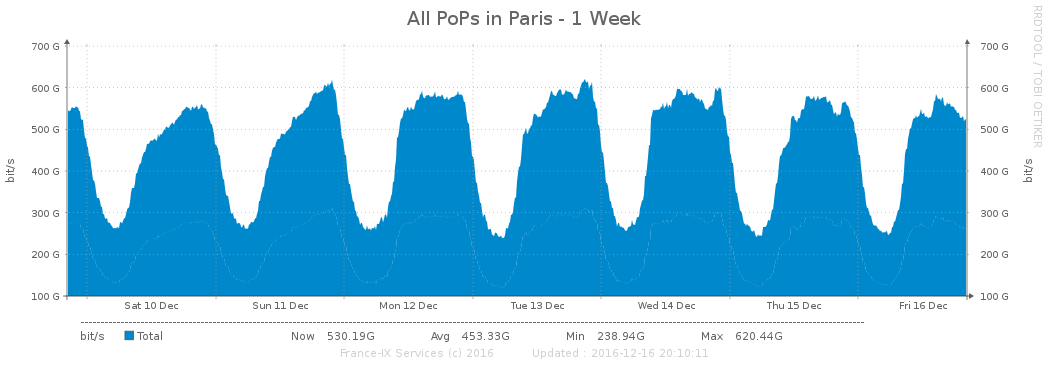 All PoPs in Paris - 1 Week
RRDTOOL / TOBI OETIKER
bit/s
bit/s
700 G 700 G
600 G 600 G
500 G 500 G
400 G 400 G
300 G 300 G
200 G 200 G
100 G 100 G
Sat 10 Dec Sun 11 Dec Mon 12 Dec Tue 13 Dec Wed 14 Dec Thu 15 Dec Fri 16 Dec
bit/s Total Now 530.19G Avg 453.33G Min 238.94G Max 620.44G
France-IX Services (c) 2016 Updated : 2016-12-16 20:10:11